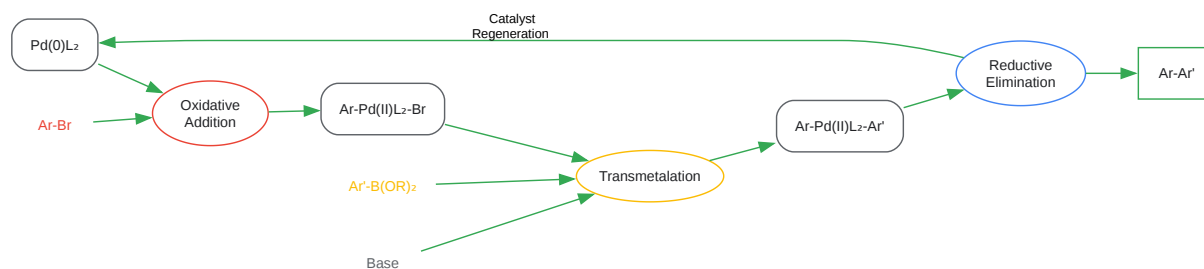 Catalyst
Regeneration
Pd(0)L₂
Ar-Br
Oxidative
Addition
Ar-Pd(II)L₂-Br
Ar'-B(OR)₂
Base
Transmetalation
Ar-Pd(II)L₂-Ar'
Reductive
Elimination
Ar-Ar'